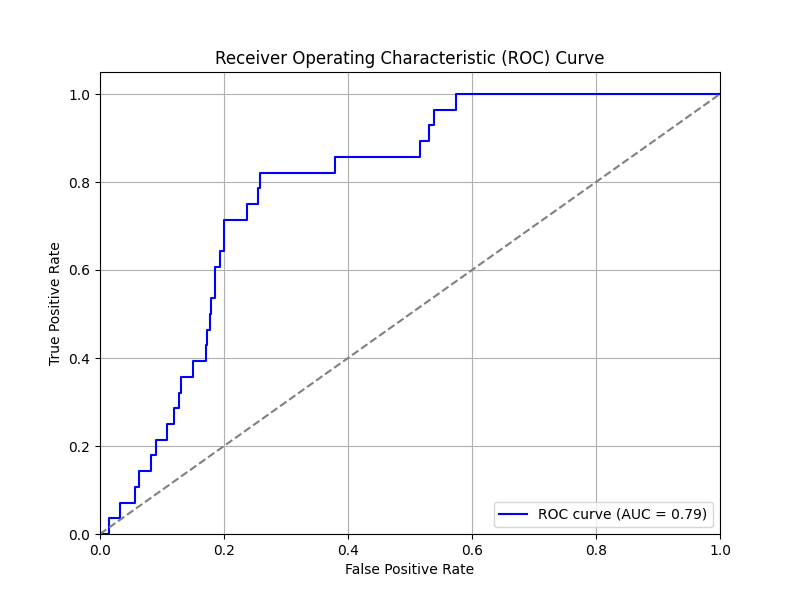 Receiver Operating Characteristic (ROC) Curve
1.0
0.8
0.6
0.4
0.2
0.0
True Positive Rate
ROC curve (AUC = 0.79)
0.0 0.2 0.4 0.6 0.8 1.0
False Positive Rate